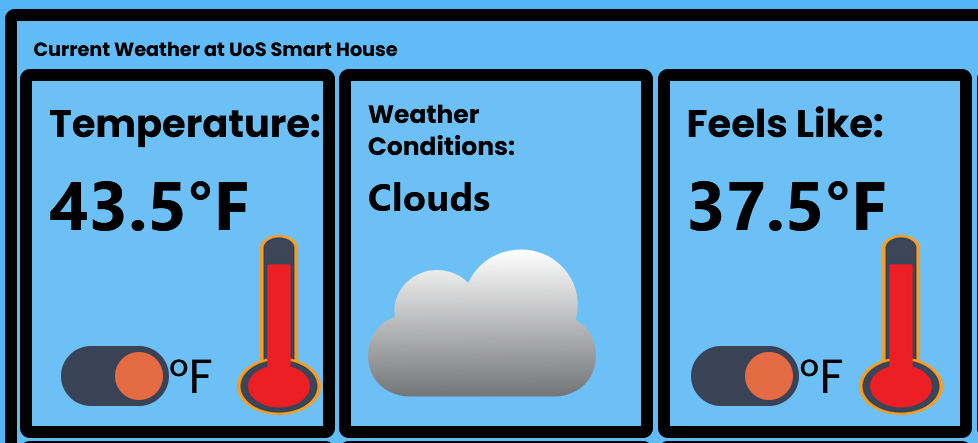 Current Weather at UoS Smart House
Temperature:
43.5°F
°F
Weather
Conditions:
Clouds
Feels Like:
37.5°F
°F